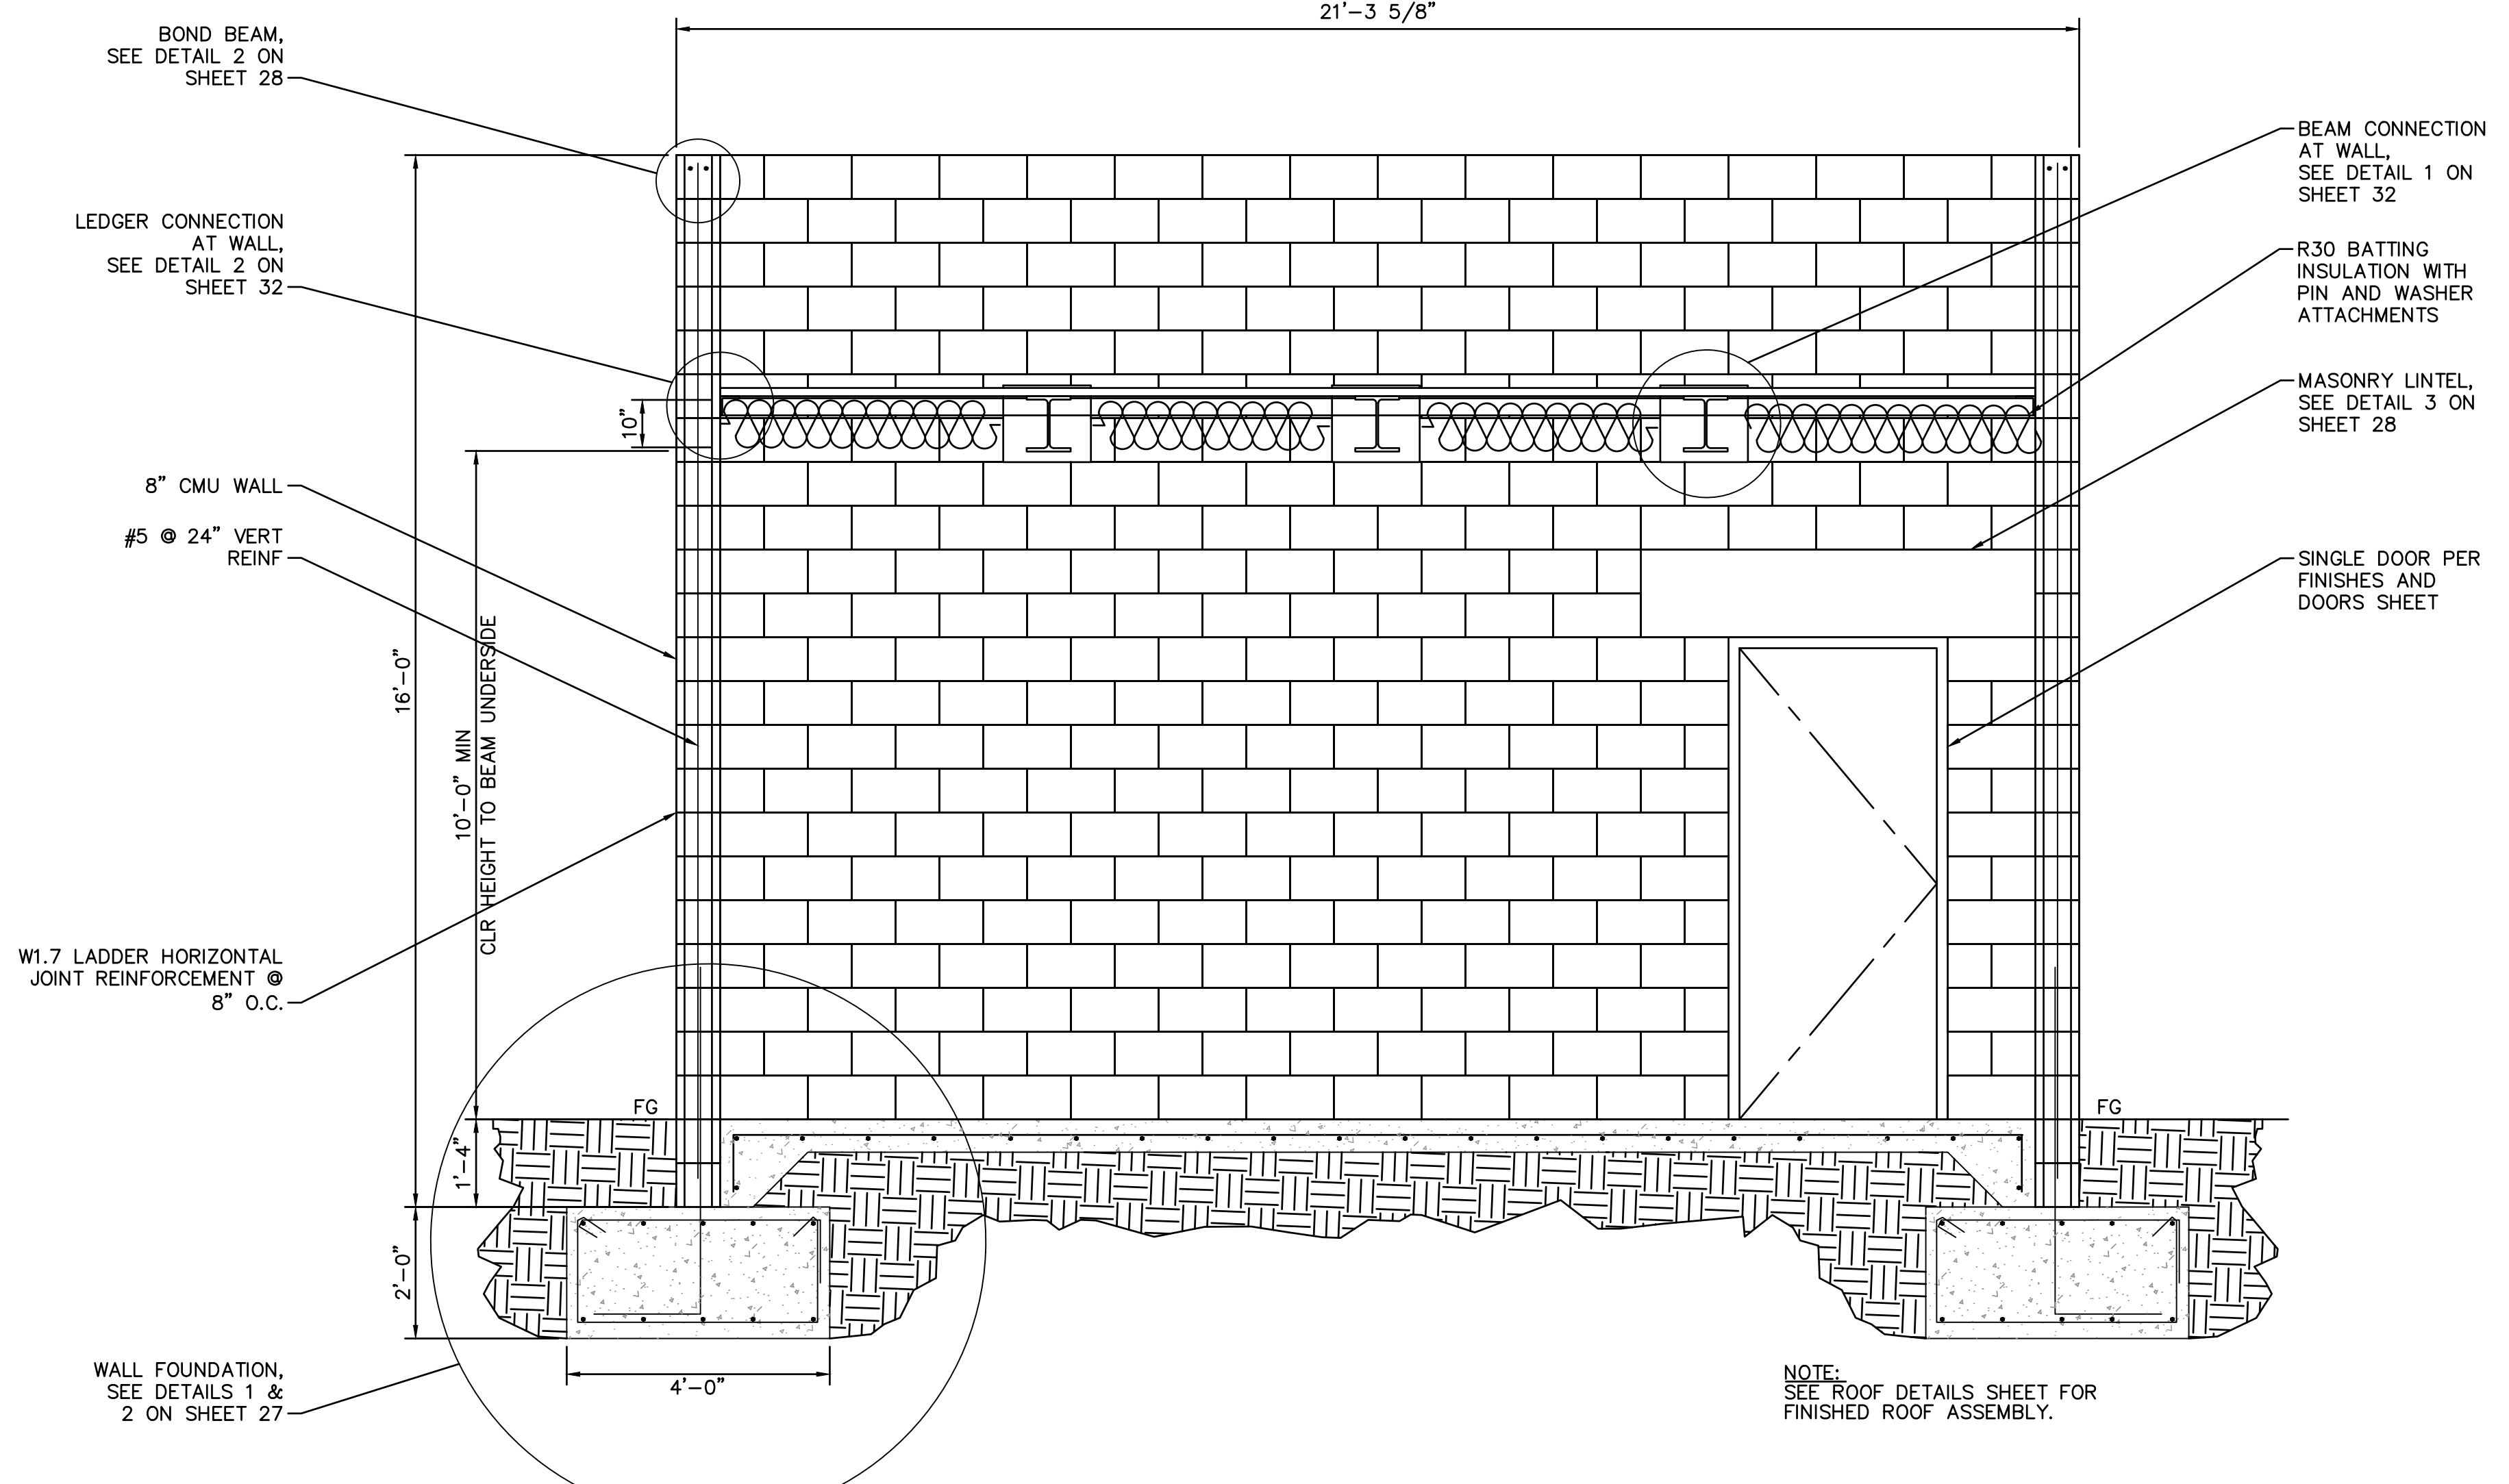 21'-3 5/8"
BOND BEAM,
SEE DETAIL 2 ON
SHEET 28
LEDGER CONNECTION
AT WALL,
SEE DETAIL 2 ON
SHEET 32
8" CMU WALL
#5 @ 24" VERT
REINF
W1.7 LADDER HORIZONTAL
JOINT REINFORCEMENT @
8" O.C.
WALL FOUNDATION,
SEE DETAILS 1 &
2 ON SHEET 27
16'-0"
10'-0" MIN
CLR HEIGHT TO BEAM UNDERSIDE
10"
1'-4"
2'-0"
4'-0"
FG
FG
BEAM CONNECTION
AT WALL,
SEE DETAIL 1 ON
SHEET 32
R30 BATTING
INSULATION WITH
PIN AND WASHER
ATTACHMENTS
MASONRY LINTEL,
SEE DETAIL 3 ON
SHEET 28
SINGLE DOOR PER
FINISHES AND
DOORS SHEET
NOTE:
SEE ROOF DETAILS SHEET FOR
FINISHED ROOF ASSEMBLY.